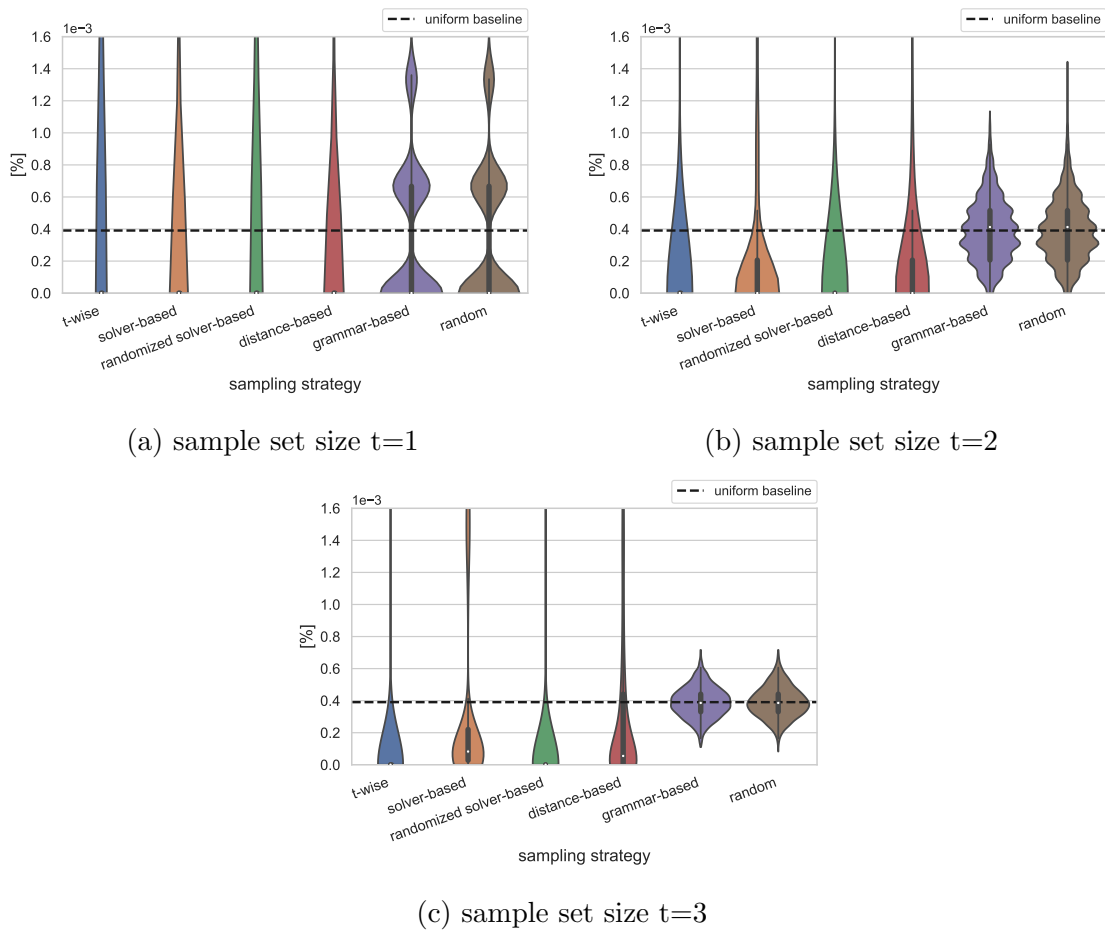 1e−3
uniform baseline
1.6
1.4
1.2
1.0
0.8
0.6
0.4
0.2
0.0
[%]
t-wise
solver-based
randomized solver-based
distance-based
grammar-based
random
sampling strategy
(a) sample set size t=1
1e−3
uniform baseline
1.6
1.4
1.2
1.0
0.8
0.6
0.4
0.2
0.0
[%]
t-wise
solver-based
randomized solver-based
distance-based
grammar-based
random
sampling strategy
(b) sample set size t=2
1e−3
uniform baseline
1.6
1.4
1.2
1.0
0.8
0.6
0.4
0.2
0.0
[%]
t-wise
solver-based
randomized solver-based
distance-based
grammar-based
random
sampling strategy
(c) sample set size t=3